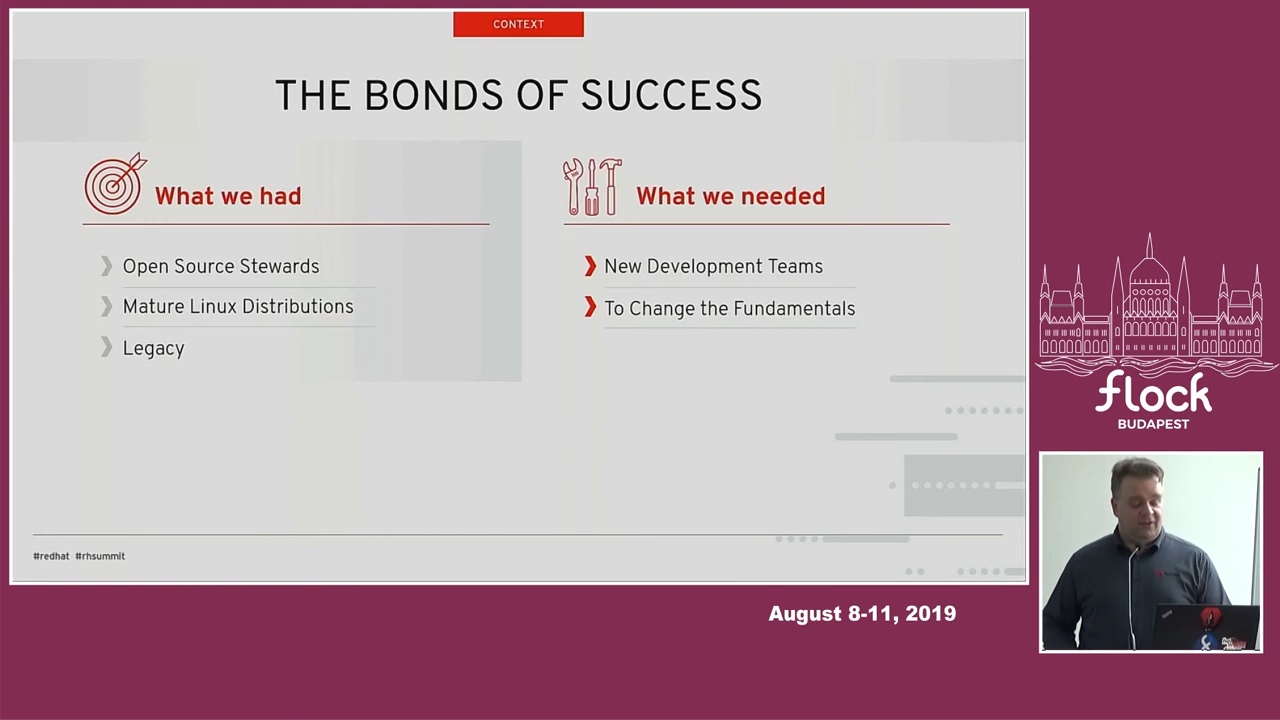 CONTEXT
THE BONDS OF SUCCESS
What we had
Open Source Stewards
Mature Linux Distributions
Legacy
What we needed
New Development Teams
To Change the Fundamentals
#redhat #rhsummit
flock
BUDAPEST
August 8-11, 2019